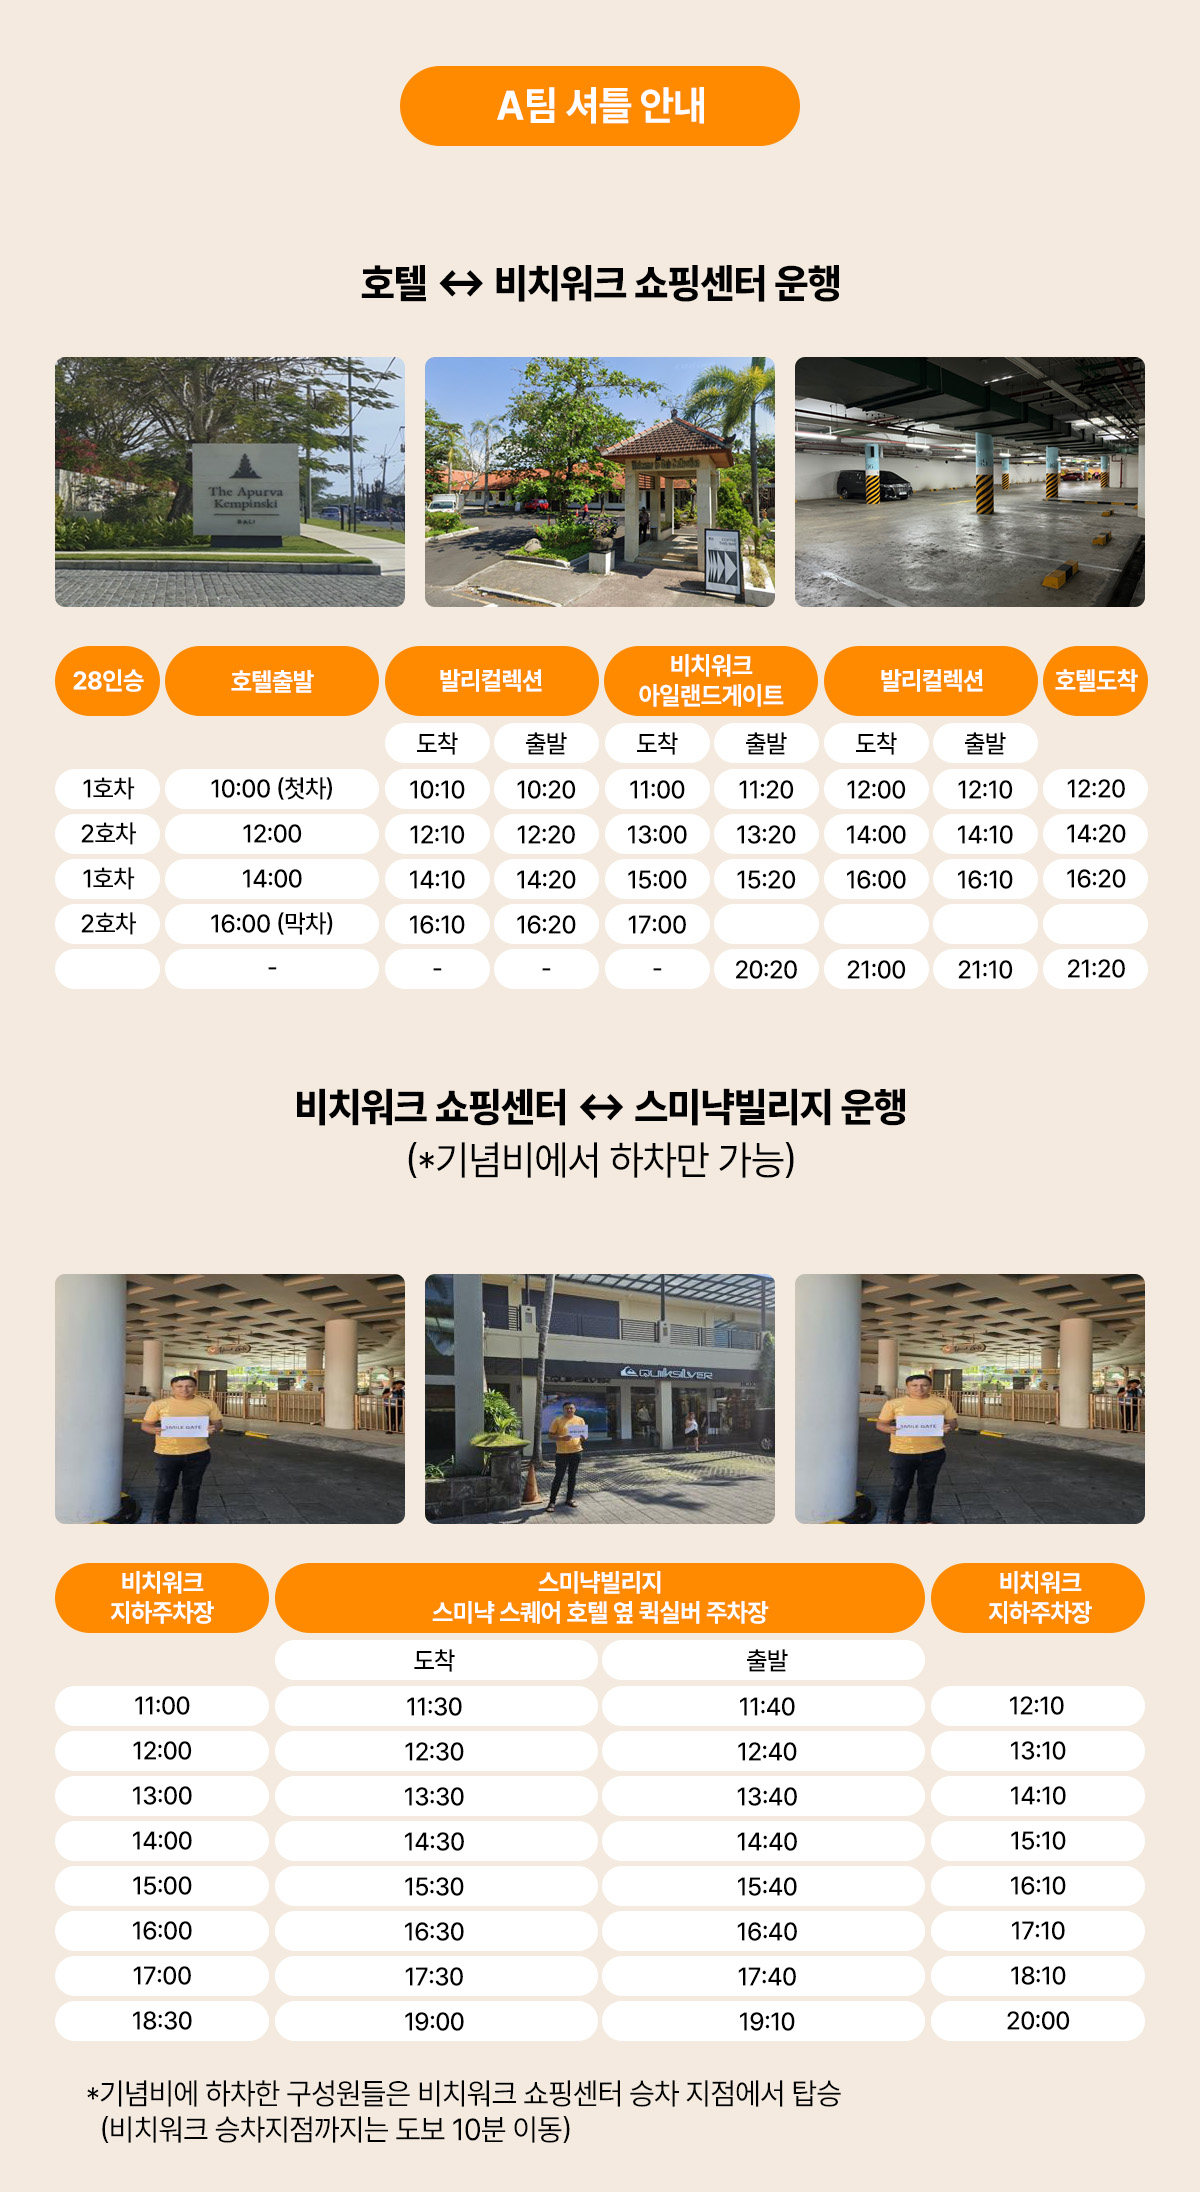 A팀 셔틀 안내
호텔 ↔ 비치워크 쇼핑센터 운행
The Apurva
Kempinski
BALI
28인승 호텔출발 발리컬렉션 비치워크 아일랜드게이트 발리컬렉션 호텔도착
도착 출발 도착 출발 도착 출발
1호차 10:00 (첫차) 10:10 10:20 11:00 11:20 12:00 12:10 12:20
2호차 12:00 12:10 12:20 13:00 13:20 14:00 14:10 14:20
1호차 14:00 14:10 14:20 15:00 15:20 16:00 16:10 16:20
2호차 16:00 (막차) 16:10 16:20 17:00
- - - - 20:20 21:00 21:10 21:20
비치워크 쇼핑센터 ↔ 스미냑빌리지 운행
(*기념비에서 하차만 가능)
SMILE GATE
QUIKSILVER
SMILE GATE
비치워크 지하주차장
스미냑빌리지
스미냑 스퀘어 호텔 옆 퀵실버 주차장
비치워크 지하주차장
도착 출발
11:00 11:30 11:40 12:10
12:00 12:30 12:40 13:10
13:00 13:30 13:40 14:10
14:00 14:30 14:40 15:10
15:00 15:30 15:40 16:10
16:00 16:30 16:40 17:10
17:00 17:30 17:40 18:10
18:30 19:00 19:10 20:00
*기념비에 하차한 구성원들은 비치워크 쇼핑센터 승차 지점에서 탑승
(비치워크 승차지점까지는 도보 10분 이동)